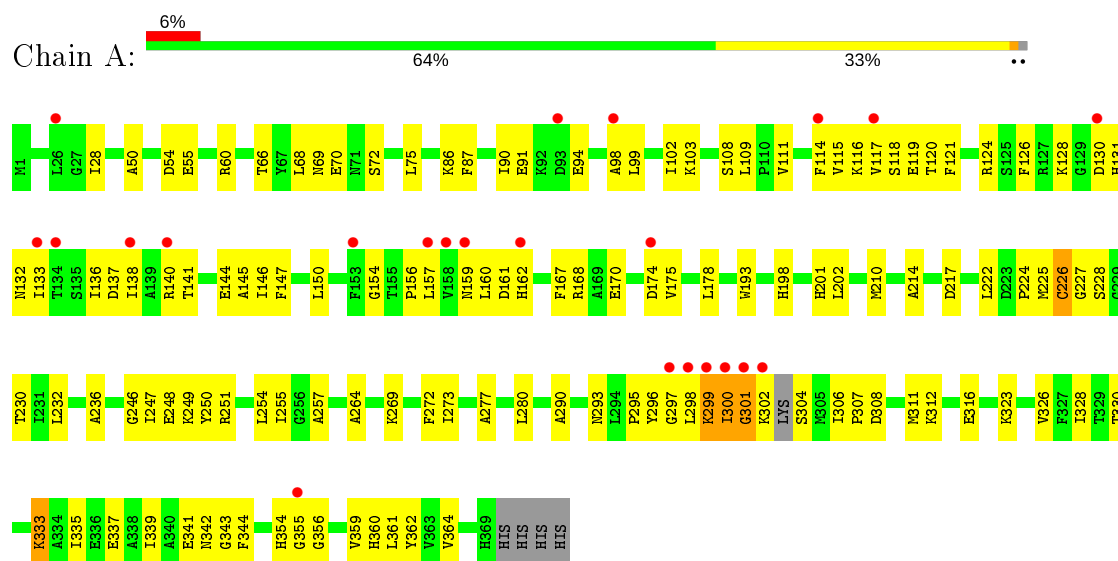 6%
Chain A:
64% 33% ••
M1 L26 G27 I28 A50 D54 E55 R60 T66 Y67 L68 N69 E70 N71 S72 L75 K86 F87 I90 E91 K92 D93 E94 A98 L99 I102 K103 S108 L109 P110 V111 F114 V115 K116 V117 S118 E119 T120 F121 R124 S125 F126 R127 K128 G129 D130 H131
N132 I133 T134 S135 I136 D137 I138 A139 R140 T141 E144 A145 I146 F147 L150 F153 G154 T155 P156 L157 V158 N159 L160 D161 H162 F167 R168 A169 E170 D174 V175 L178 W193 H198 H201 L202 M210 A214 D217 L222 D223 P224 M225 C226 G227 S228 G229
T230 I231 L232 A236 G246 I247 E248 K249 Y250 R251 L254 I255 G256 A257 A264 K269 F272 I273 A277 L280 A290 N293 L294 P295 Y296 G297 L298 K299 I300 G301 K302 LYS S304 M305 I306 P307 D308 M311 K312 E316 K323 V326 F327 I328 T329 T330
K333 A334 I335 E336 E337 A338 I339 A340 E341 N342 G343 F344 H354 G355 G356 V359 H360 L361 Y362 V363 V364 H369 HIS HIS HIS HIS